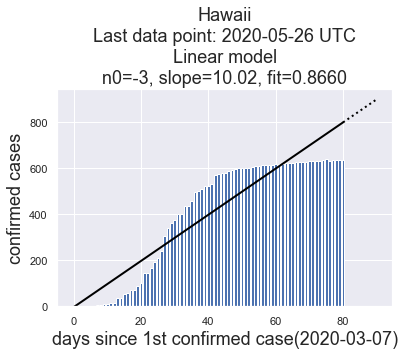 Hawaii
Last data point: 2020-05-26 UTC
Linear model
n0=-3, slope=10.02, fit=0.8660
800
600
400
200
0
confirmed cases
0 20 40 60 80
days since 1st confirmed case(2020-03-07)